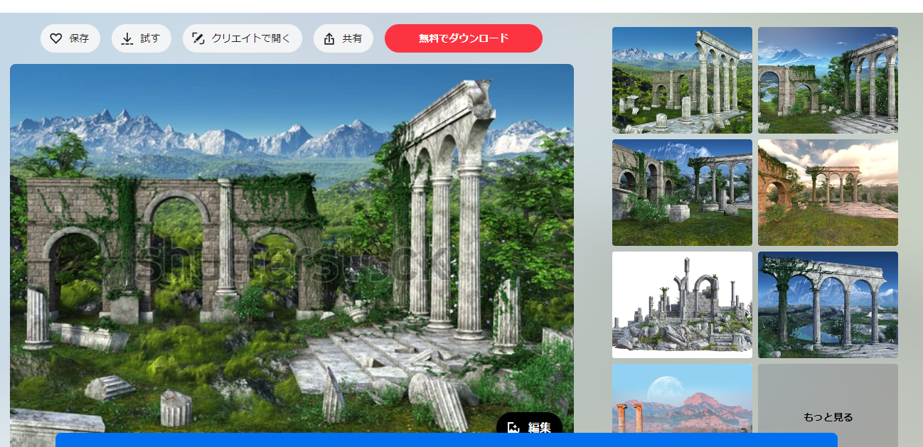 保存
試す
クリエイトで開く
共有
無料でダウンロード
shutterstock
編集
もっと見る